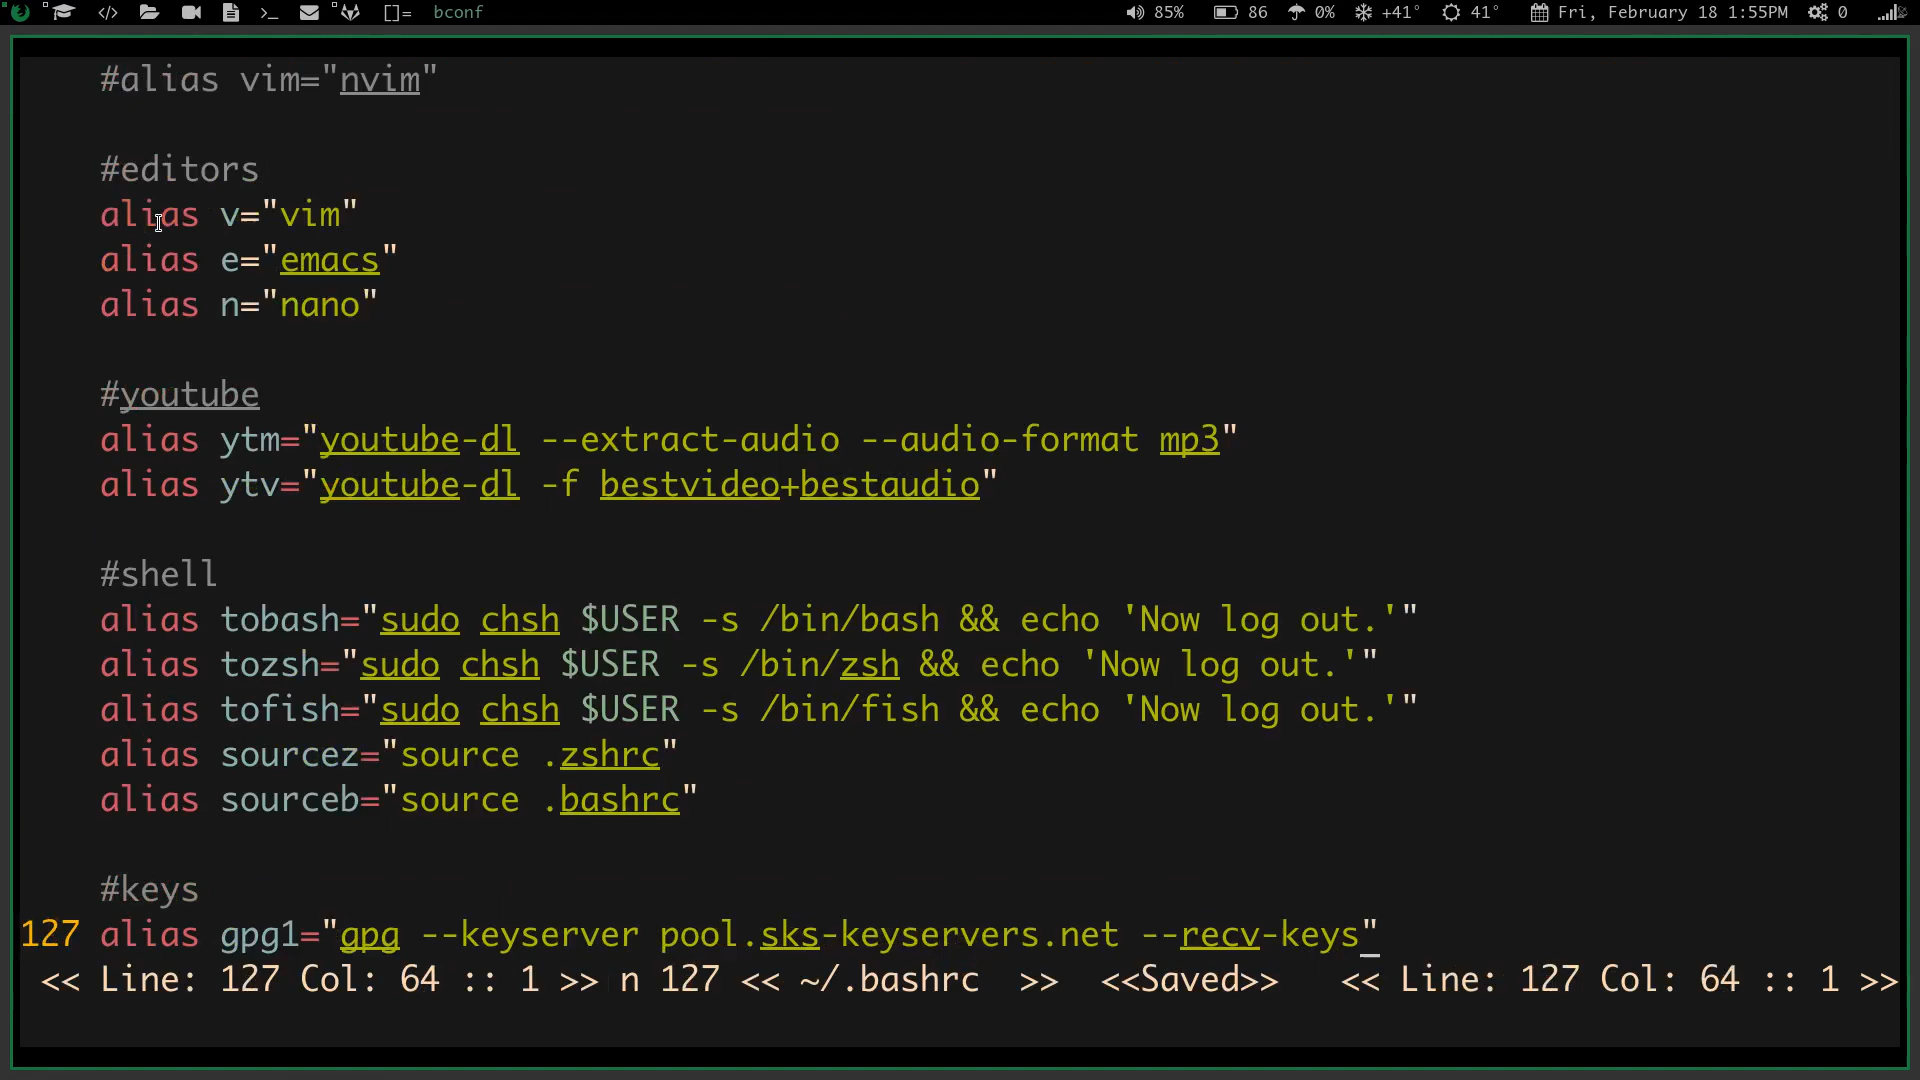 []= bconf 85% 86 0% +41° 41° Fri, February 18 1:55PM 0
#alias vim="nvim"
#editors
alias v="vim"
alias e="emacs"
alias n="nano"
#youtube
alias ytm="youtube-dl --extract-audio --audio-format mp3"
alias ytv="youtube-dl -f bestvideo+bestaudio"
#shell
alias tobash="sudo chsh $USER -s /bin/bash && echo 'Now log out.'"
alias tozsh="sudo chsh $USER -s /bin/zsh && echo 'Now log out.'"
alias tofish="sudo chsh $USER -s /bin/fish && echo 'Now log out.'"
alias sourcez="source .zshrc"
alias sourceb="source .bashrc"
#keys
127 alias gpg1="gpg --keyserver pool.sks-keyservers.net --recv-keys"
<< Line: 127 Col: 64 :: 1 >> n 127 << ~/.bashrc >> <<Saved>> << Line: 127 Col: 64 :: 1 >>